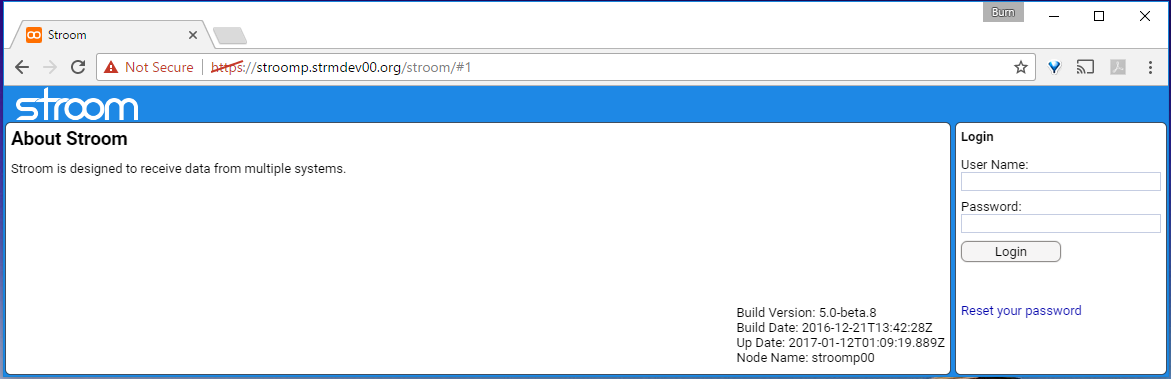 Burn
Stroom
Not Secure https://stroomp.strmdev00.org/stroom/#1
stroom
About Stroom
Stroom is designed to receive data from multiple systems.
Build Version: 5.0-beta.8
Build Date: 2016-12-21T13:42:28Z
Up Date: 2017-01-12T01:09:19.889Z
Node Name: stroomp00
Login
User Name:
Password:
Login
Reset your password